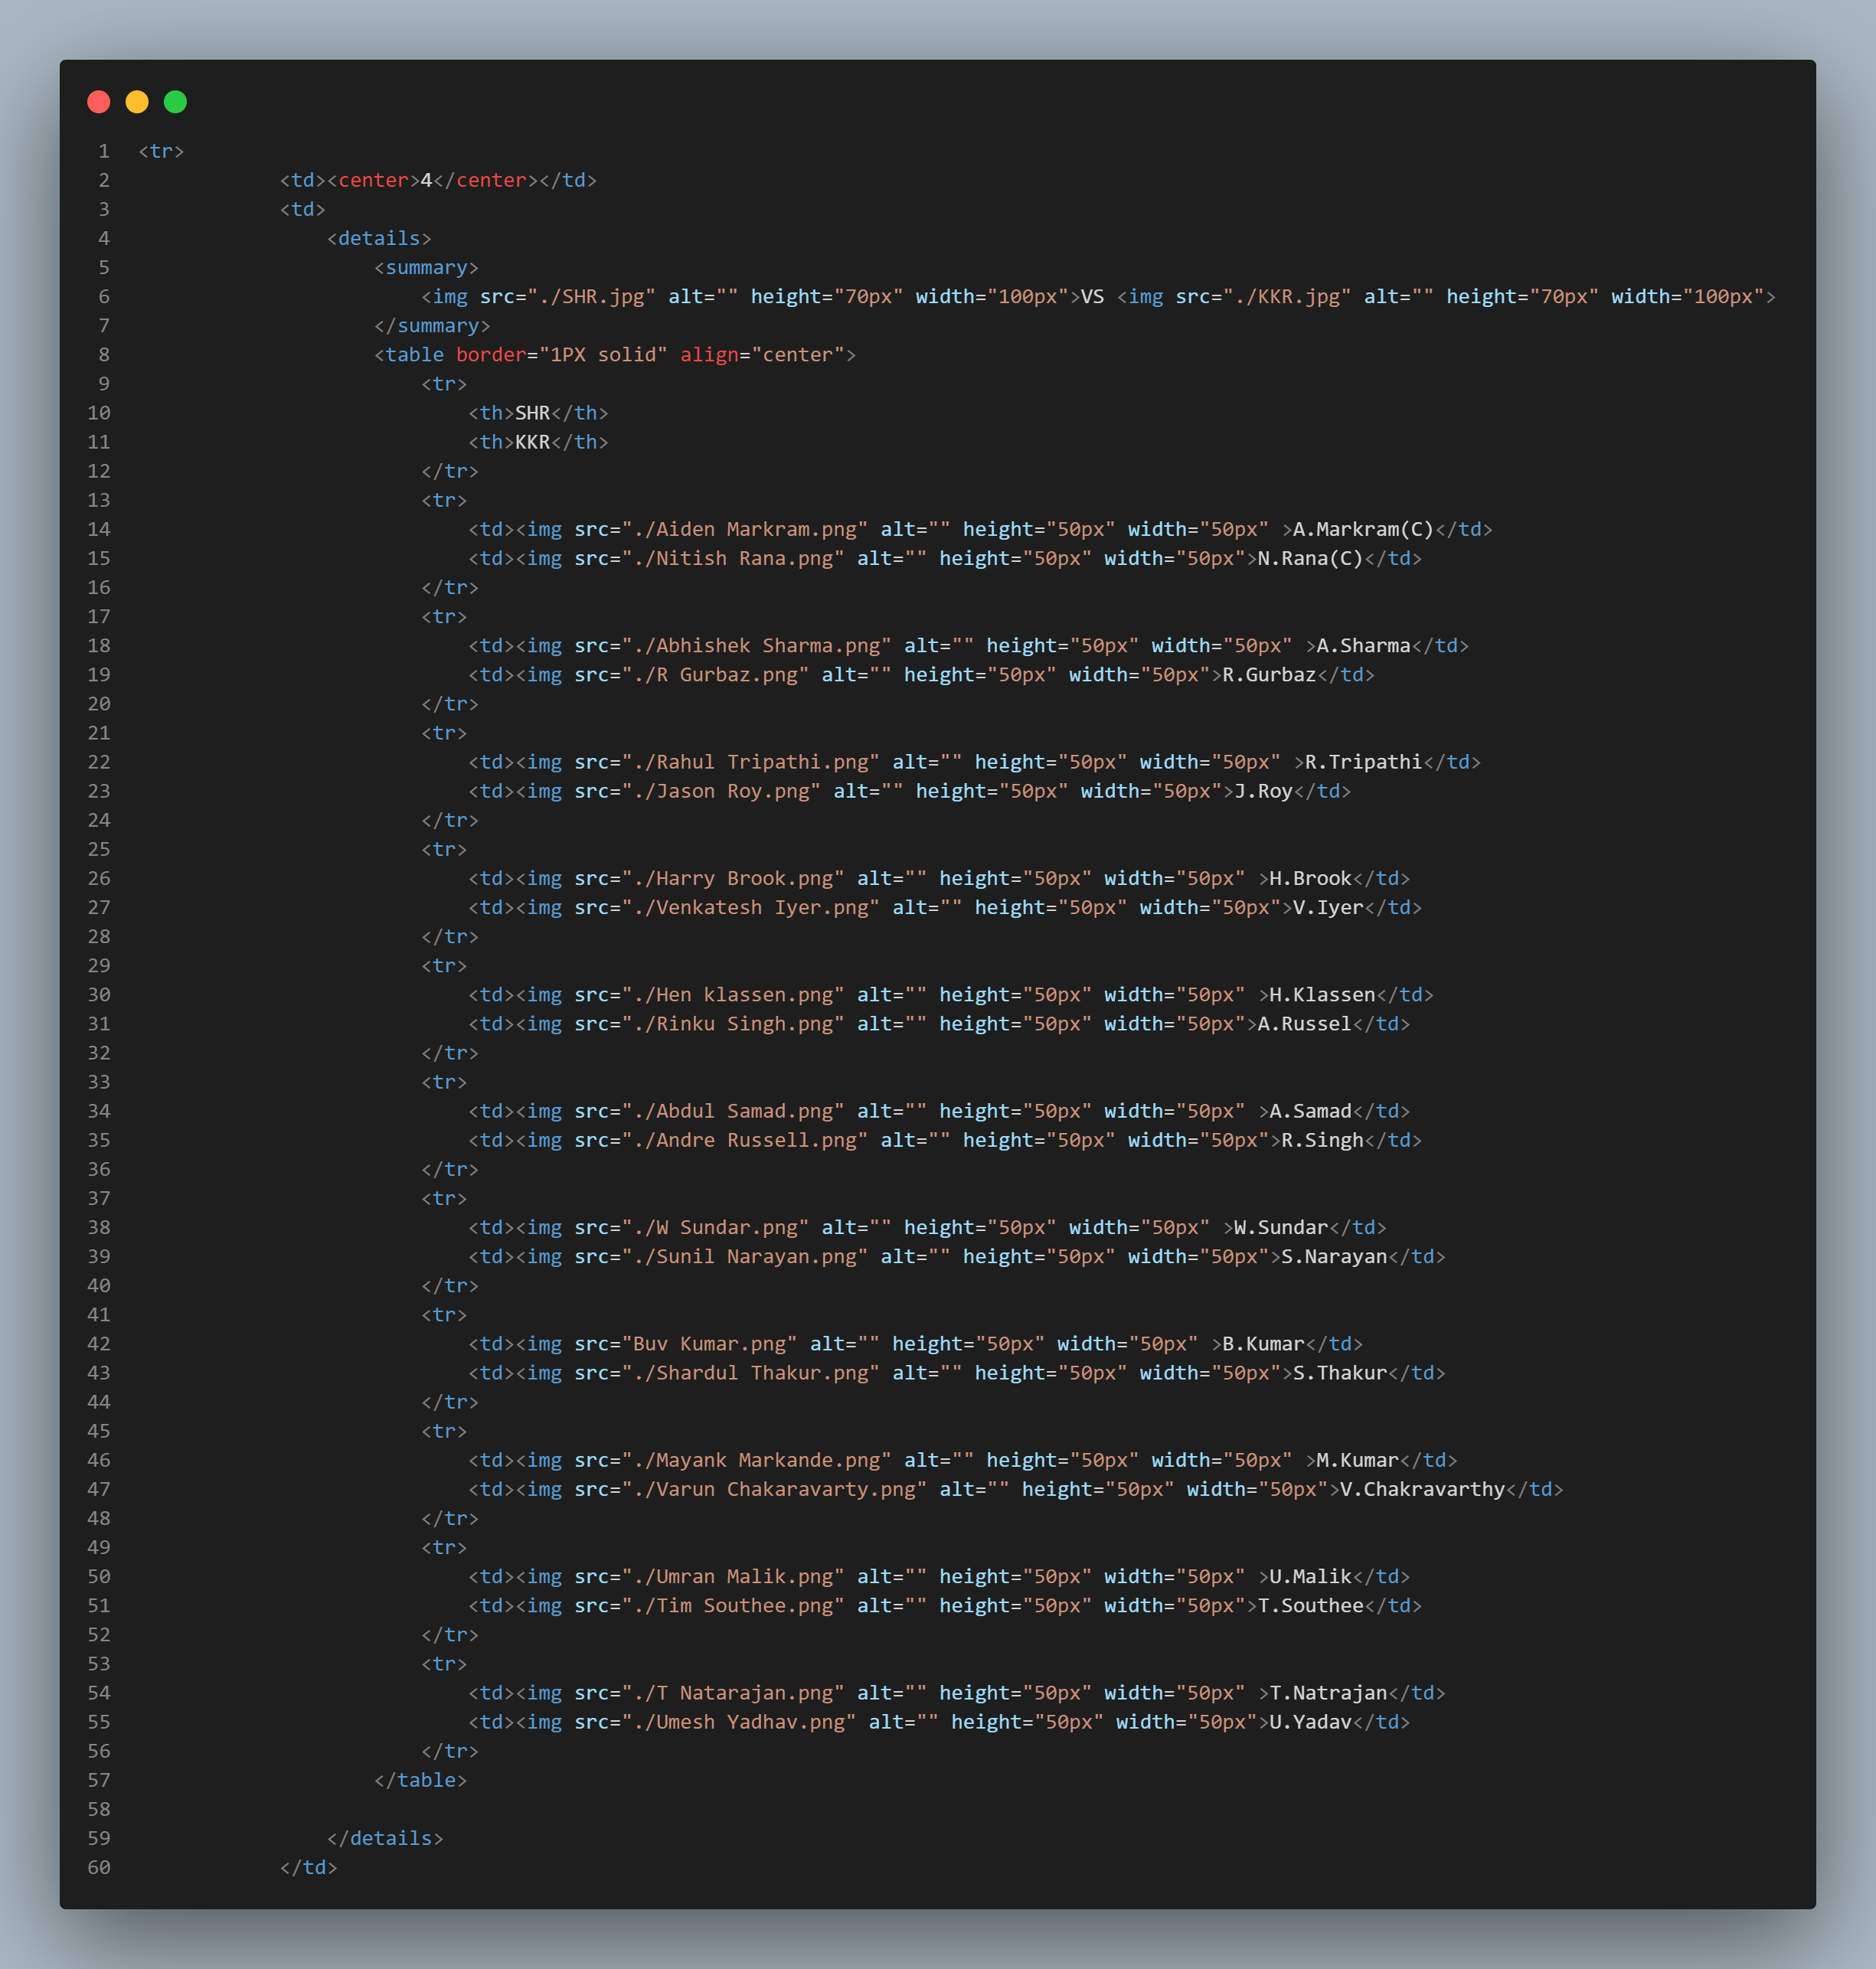 1 <tr>
2 <td><center>4</center></td>
3 <td>
4 <details>
5 <summary>
6 <img src="./SHR.jpg" alt="" height="70px" width="100px">VS <img src="./KKR.jpg" alt="" height="70px" width="100px">
7 </summary>
8 <table border="1PX solid" align="center">
9 <tr>
10 <th>SHR</th>
11 <th>KKR</th>
12 </tr>
13 <tr>
14 <td><img src="./Aiden Markram.png" alt="" height="50px" width="50px" >A.Markram(C)</td>
15 <td><img src="./Nitish Rana.png" alt="" height="50px" width="50px">N.Rana(C)</td>
16 </tr>
17 <tr>
18 <td><img src="./Abhishek Sharma.png" alt="" height="50px" width="50px" >A.Sharma</td>
19 <td><img src="./R Gurbaz.png" alt="" height="50px" width="50px">R.Gurbaz</td>
20 </tr>
21 <tr>
22 <td><img src="./Rahul Tripathi.png" alt="" height="50px" width="50px" >R.Tripathi</td>
23 <td><img src="./Jason Roy.png" alt="" height="50px" width="50px">J.Roy</td>
24 </tr>
25 <tr>
26 <td><img src="./Harry Brook.png" alt="" height="50px" width="50px" >H.Brook</td>
27 <td><img src="./Venkatesh Iyer.png" alt="" height="50px" width="50px">V.Iyer</td>
28 </tr>
29 <tr>
30 <td><img src="./Hen klassen.png" alt="" height="50px" width="50px" >H.Klassen</td>
31 <td><img src="./Rinku Singh.png" alt="" height="50px" width="50px">A.Russel</td>
32 </tr>
33 <tr>
34 <td><img src="./Abdul Samad.png" alt="" height="50px" width="50px" >A.Samad</td>
35 <td><img src="./Andre Russell.png" alt="" height="50px" width="50px">R.Singh</td>
36 </tr>
37 <tr>
38 <td><img src="./W Sundar.png" alt="" height="50px" width="50px" >W.Sundar</td>
39 <td><img src="./Sunil Narayan.png" alt="" height="50px" width="50px">S.Narayan</td>
40 </tr>
41 <tr>
42 <td><img src="Buv Kumar.png" alt="" height="50px" width="50px" >B.Kumar</td>
43 <td><img src="./Shardul Thakur.png" alt="" height="50px" width="50px">S.Thakur</td>
44 </tr>
45 <tr>
46 <td><img src="./Mayank Markande.png" alt="" height="50px" width="50px" >M.Kumar</td>
47 <td><img src="./Varun Chakaravarty.png" alt="" height="50px" width="50px">V.Chakravarthy</td>
48 </tr>
49 <tr>
50 <td><img src="./Umran Malik.png" alt="" height="50px" width="50px" >U.Malik</td>
51 <td><img src="./Tim Southee.png" alt="" height="50px" width="50px">T.Southee</td>
52 </tr>
53 <tr>
54 <td><img src="./T Natarajan.png" alt="" height="50px" width="50px" >T.Natrajan</td>
55 <td><img src="./Umesh Yadhav.png" alt="" height="50px" width="50px">U.Yadav</td>
56 </tr>
57 </table>
58
59 </details>
60 </td>